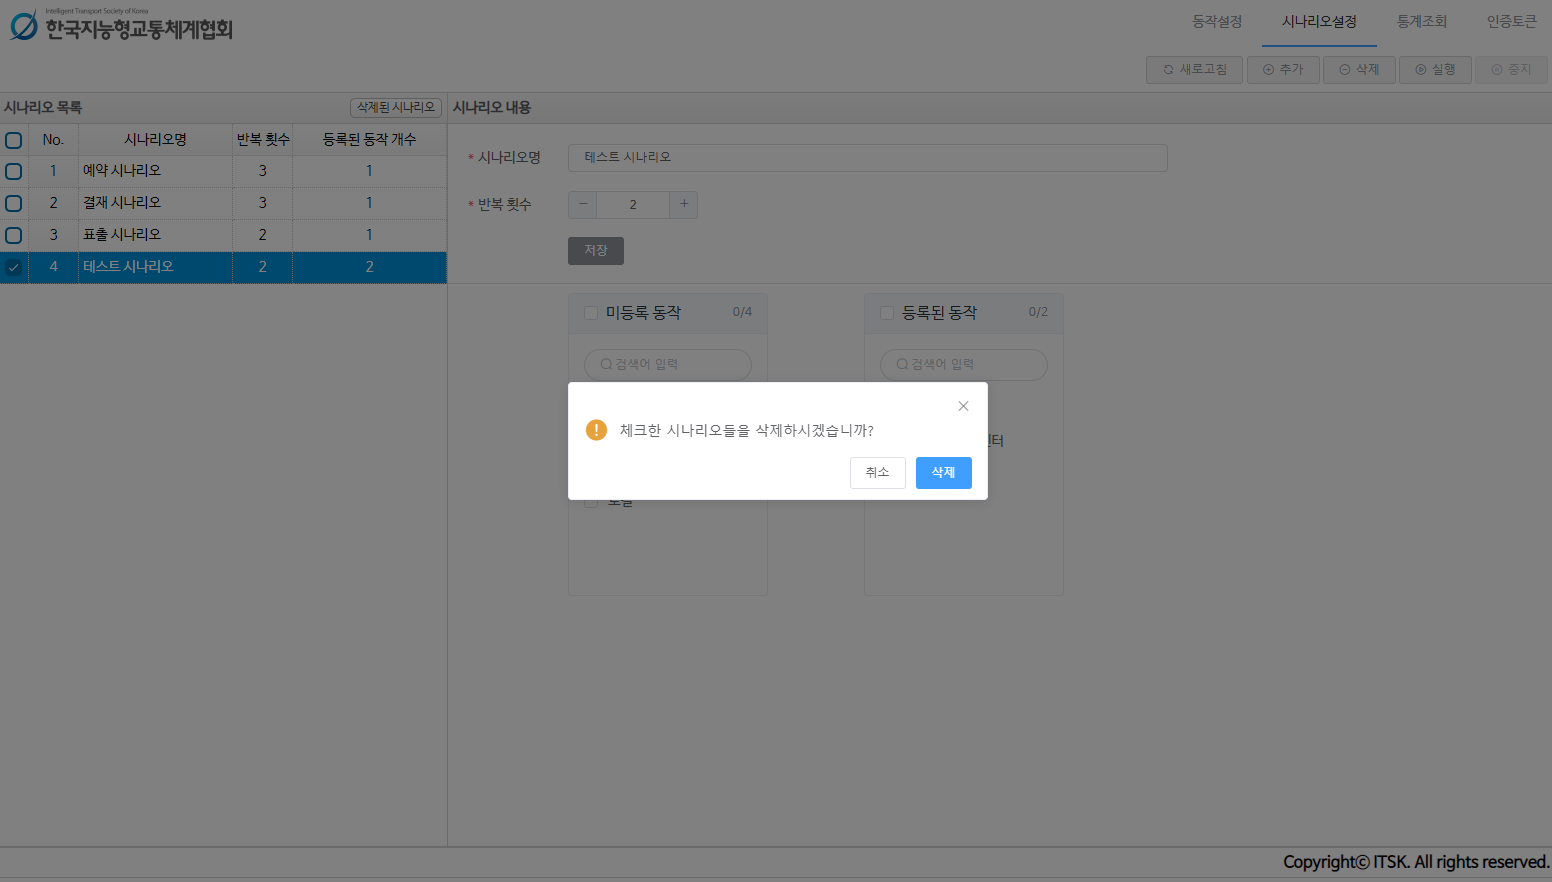 Intelligent Transport Society of Korea
한국지능형교통체계협회
동작설정 시나리오설정 통계조회 인증토큰
새로고침 추가 삭제 실행 중지
시나리오 목록 삭제된 시나리오 시나리오 내용
No. 시나리오명 반복 횟수 등록된 동작 개수
1 예약 시나리오 3 1
2 결재 시나리오 3 1
3 표출 시나리오 2 1
4 테스트 시나리오 2 2
* 시나리오명 테스트 시나리오
* 반복 횟수 − 2 +
저장
미등록 동작 0/4 등록된 동작 0/2
검색어 입력 검색어 입력
체크한 시나리오들을 삭제하시겠습니까?
취소 삭제
Copyright© ITSK. All rights reserved.